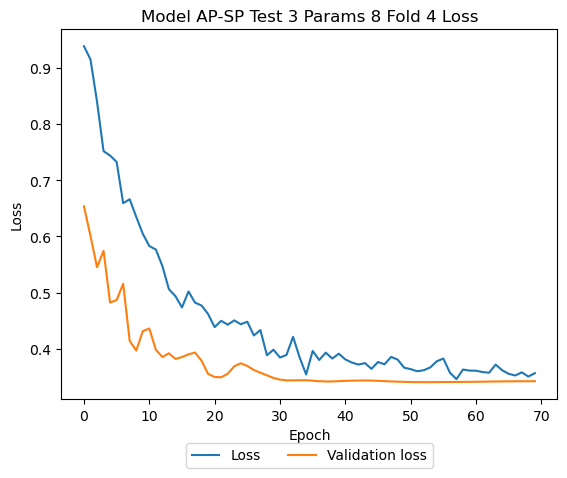 Model AP-SP Test 3 Params 8 Fold 4 Loss
0.9
0.8
0.7
0.6
0.5
0.4
Loss
0 10 20 30 40 50 60 70
Epoch
Loss Validation loss